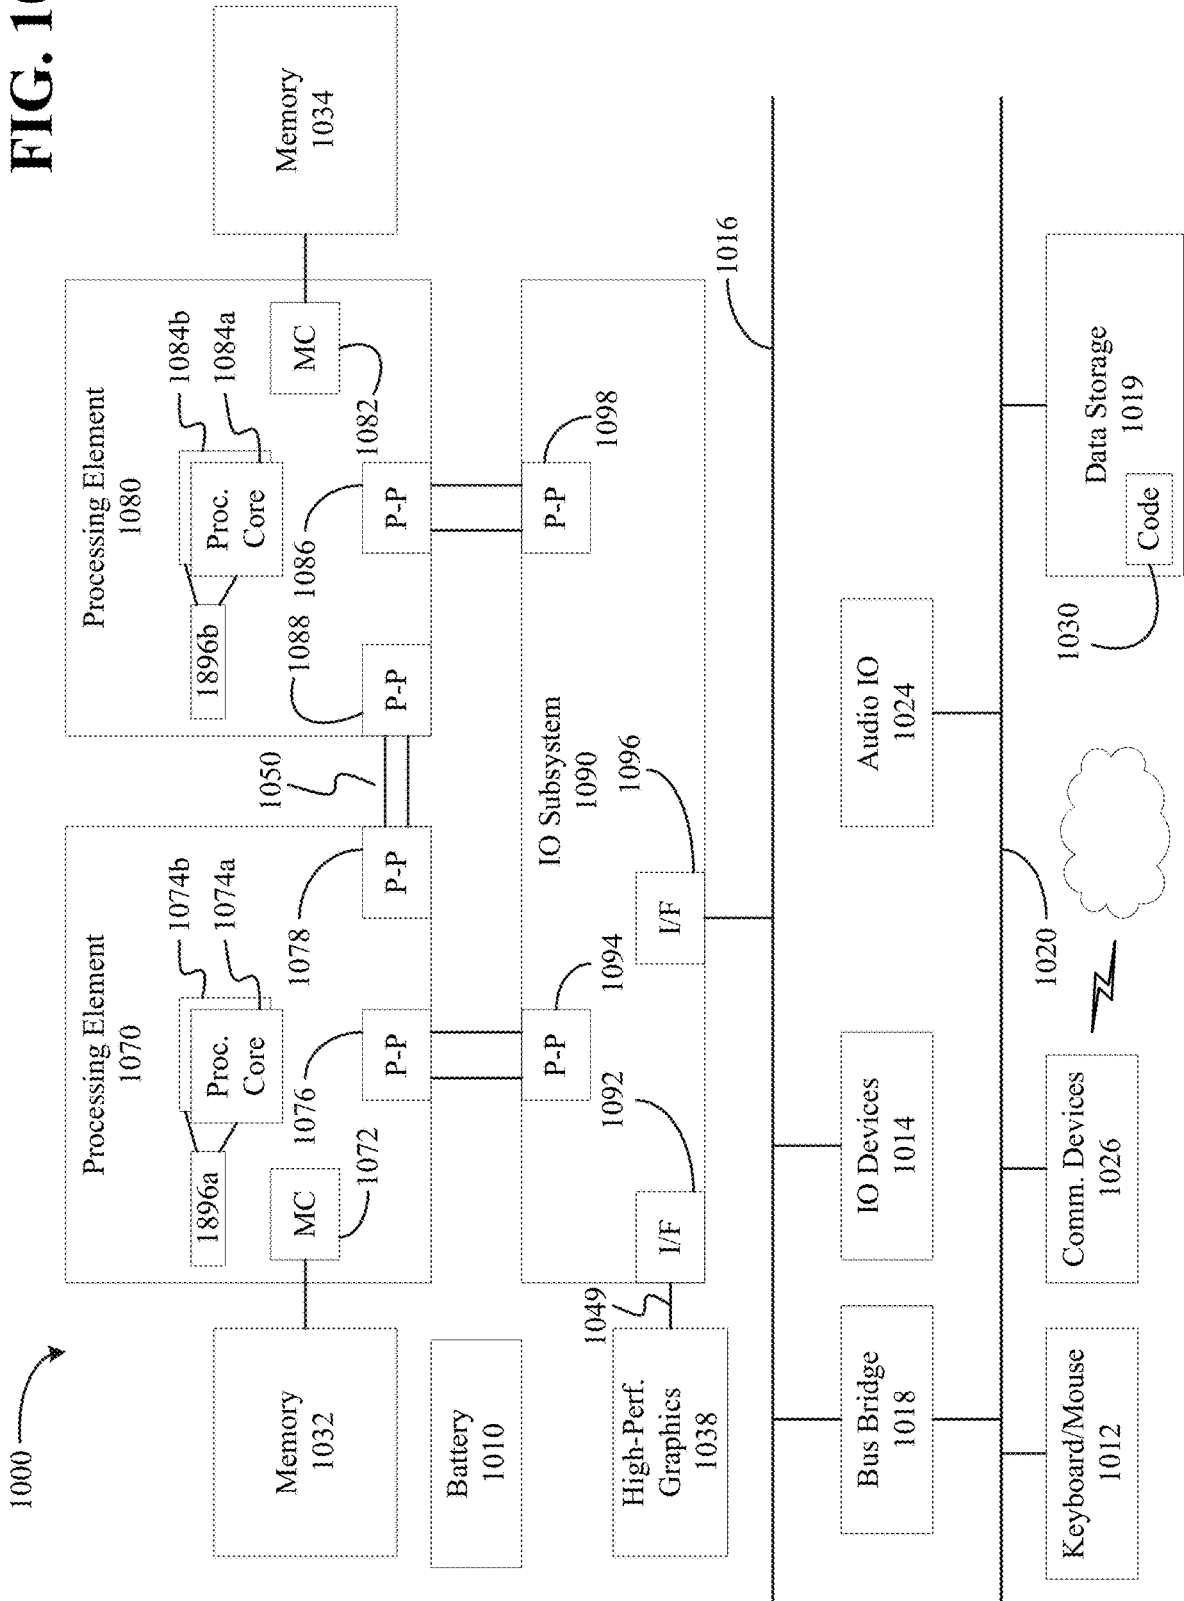 FIG. 10
1000
Memory
1032
Processing Element
1070
1896a
Proc.
Core
1074b
1074a
MC
1072
1076
P-P
1078
P-P
1050
Processing Element
1080
1896b
Proc.
Core
1084b
1084a
1088
P-P
1086
P-P
MC
1082
Memory
1034
Battery
1010
High-Perf.
Graphics
1038
1049
I/F
1092
P-P
1094
IO Subsystem
1090
I/F
1096
P-P
1098
1016
Bus Bridge
1018
IO Devices
1014
Audio IO
1024
1020
Keyboard/Mouse
1012
Comm. Devices
1026
Data Storage
1019
Code
1030